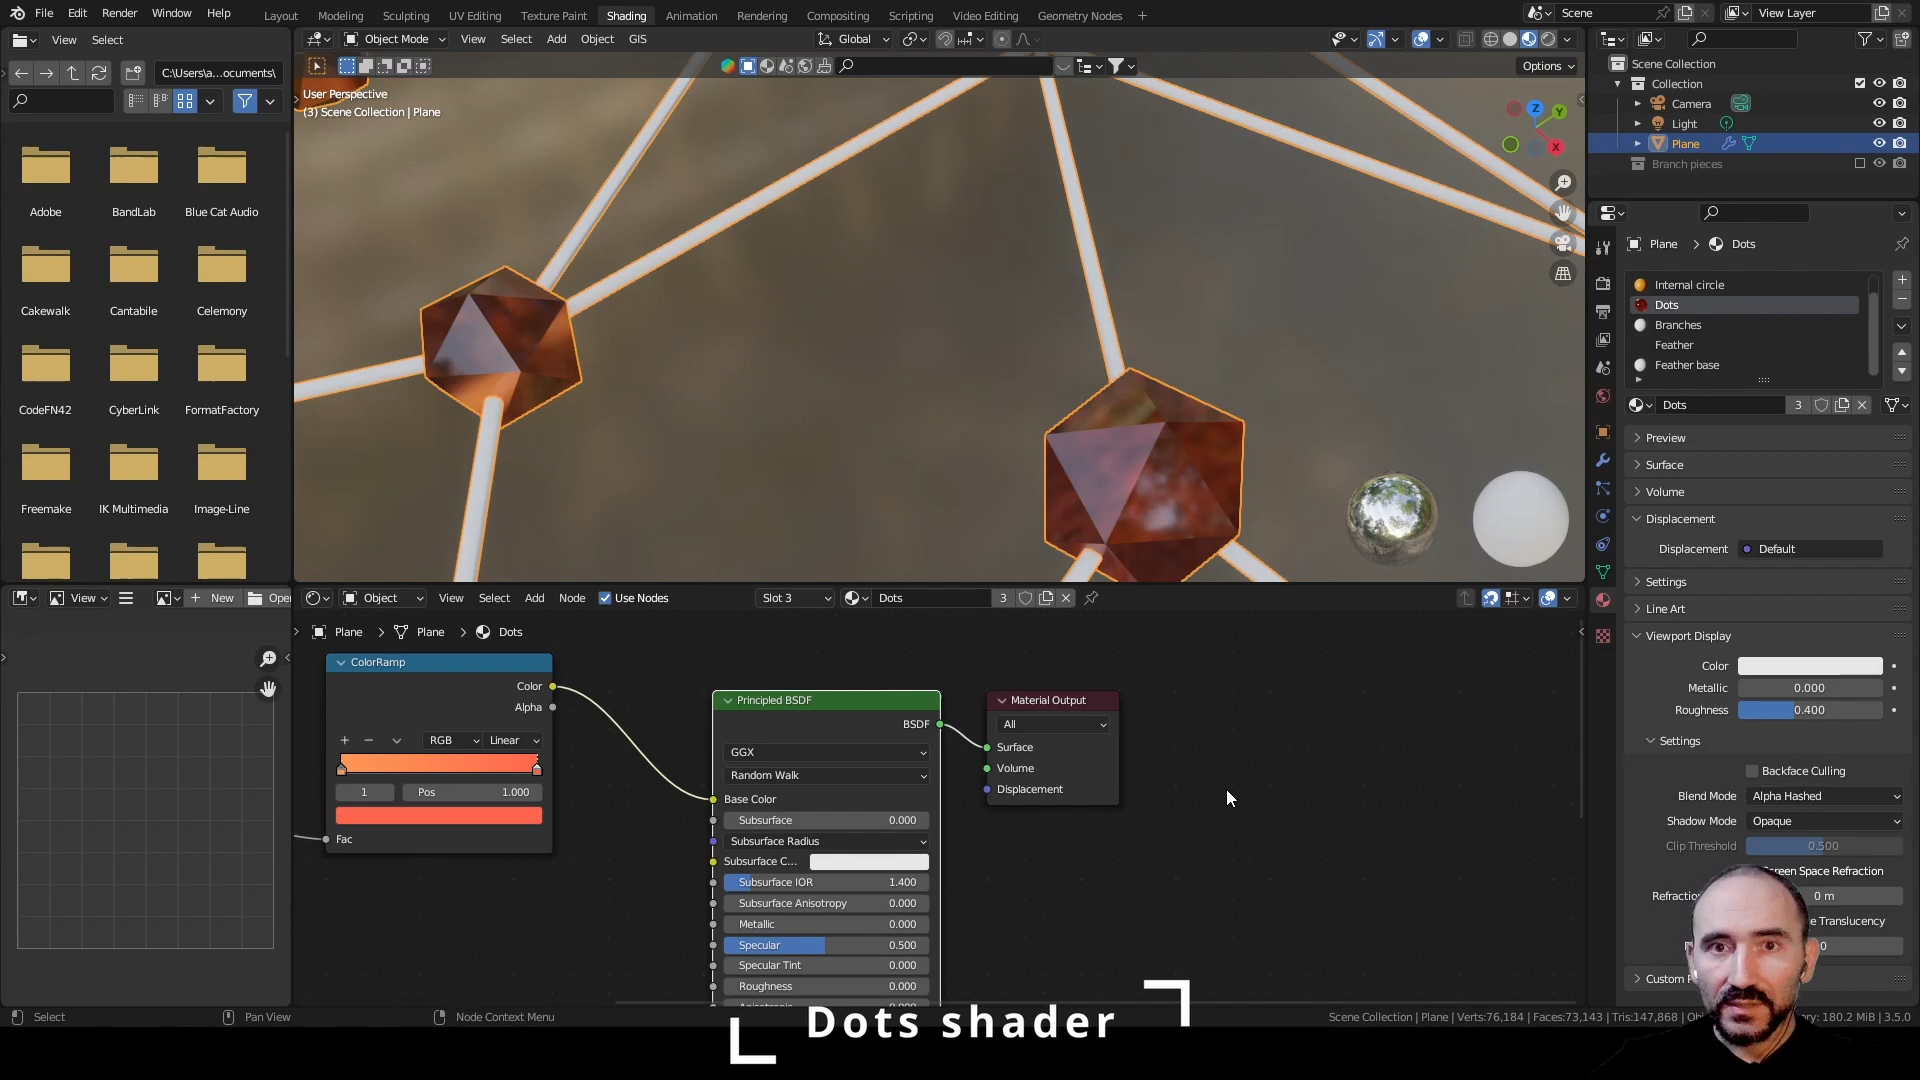 File Edit Render Window Help
Layout Modeling Sculpting UV Editing Texture Paint Shading Animation Rendering Compositing Scripting Video Editing Geometry Nodes +
Scene
View Layer
View Select
C:\Users\a...ocuments\
Adobe BandLab Blue Cat Audio
Cakewalk Cantabile Celemony
CodeFN42 CyberLink FormatFactory
Freemake IK Multimedia Image-Line
Object Mode View Select Add Object GIS
Global
Options
User Perspective
(3) Scene Collection | Plane
Z
Y
X
Scene Collection
Collection
Camera
Light
Plane
Branch pieces
Plane > Dots
Internal circle
Dots
Branches
Feather
Feather base
Dots 3
Preview
Surface
Volume
Displacement
Displacement Default
Settings
Line Art
Viewport Display
Color
Metallic 0.000
Roughness 0.400
Settings
Backface Culling
Blend Mode Alpha Hashed
Shadow Mode Opaque
Clip Threshold 0.500
creen Space Refraction
Refractio 0 m
e Translucency
0
Custom
View
New
Open
Object View Select Add Node Use Nodes
Slot 3
Dots 3
Plane > Plane > Dots
ColorRamp
Color
Alpha
RGB Linear
1 Pos 1.000
Fac
Principled BSDF
BSDF
GGX
Random Walk
Base Color
Subsurface 0.000
Subsurface Radius
Subsurface C...
Subsurface IOR 1.400
Subsurface Anisotropy 0.000
Metallic 0.000
Specular 0.500
Specular Tint 0.000
Roughness 0.000
Material Output
All
Surface
Volume
Displacement
Dots shader
Select Pan View Node Context Menu
Scene Collection | Plane | Verts:76,184 | Faces:73,143 | Tris:147,868 | Obj
ory: 180.2 MiB | 3.5.0